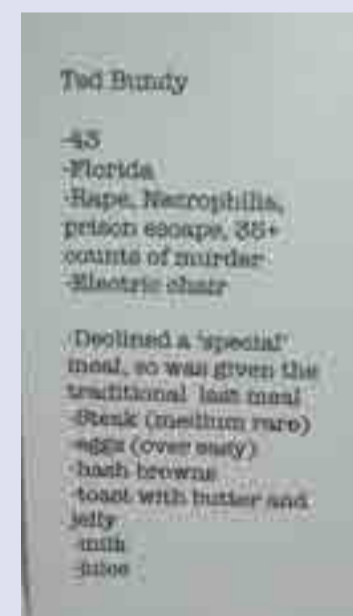 Ted Bundy
-43
-Florida
-Rape, Necrophilia,
prison escape, 35+
counts of murder
-Electric chair
-Declined a 'special'
meal, so was given the
traditional last meal
-Steak (medium rare)
-eggs (over easy)
-hash browns
-toast with butter and
jelly
-milk
-juice